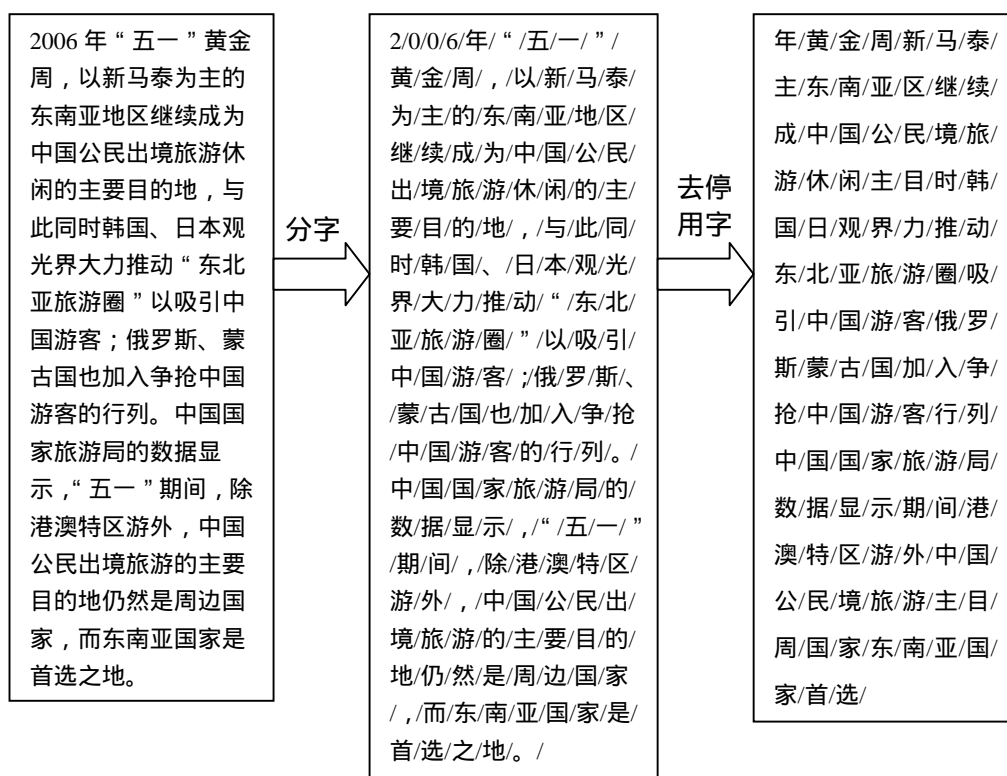 2006 年 “ 五一 ” 黄金
周 , 以新马泰为主的
东南亚地区继续成为
中国公民出境旅游休
闲的主要目的地 , 与
此同时韩国、日本观
光界大力推动 “ 东北
亚旅游圈 ” 以吸引中
国游客 ; 俄罗斯、蒙
古国也加入争抢中国
游客的行列。中国国
家旅游局的数据显
示 ,“ 五一 ” 期间 , 除
港澳特区游外 , 中国
公民出境旅游的主要
目的地仍然是周边国
家 , 而东南亚国家是
首选之地。
分字
2/0/0/6/年/ “ /五/一/ ” /
黄/金/周/ , /以/新/马/泰/
为/主/的/东/南/亚/地/区/
继/续/成/为/中/国/公/民/
出/境/旅/游/休/闲/的/主/
要/目/的/地/ , /与/此/同/
时/韩/国/、/日/本/观/光/
界/大/力/推/动/ “ /东/北/
亚/旅/游/圈/ ” /以/吸/引/
中/国/游/客/ ; /俄/罗/斯/、
/蒙/古/国/也/加/入/争/抢
/中/国/游/客/的/行/列/。/
中/国/国/家/旅/游/局/的/
数/据/显/示/ , /“ /五/一/ ”
/期/间/ , /除/港/澳/特/区/
游/外/ , /中/国/公/民/出/
境/旅/游/的/主/要/目/的/
地/仍/然/是/周/边/国/家
/ , /而/东/南/亚/国/家/是/
首/选/之/地/。/
去停
用字
年/黄/金/周/新/马/泰/
主/东/南/亚/区/继/续/
成/中/国/公/民/境/旅/
游/休/闲/主/目/时/韩/
国/日/观/界/力/推/动/
东/北/亚/旅/游/圈/吸/
引/中/国/游/客/俄/罗/
斯/蒙/古/国/加/入/争/
抢/中/国/游/客/行/列/
中/国/国/家/旅/游/局/
数/据/显/示/期/间/港/
澳/特/区/游/外/中/国/
公/民/境/旅/游/主/目/
周/国/家/东/南/亚/国/
家/首/选/